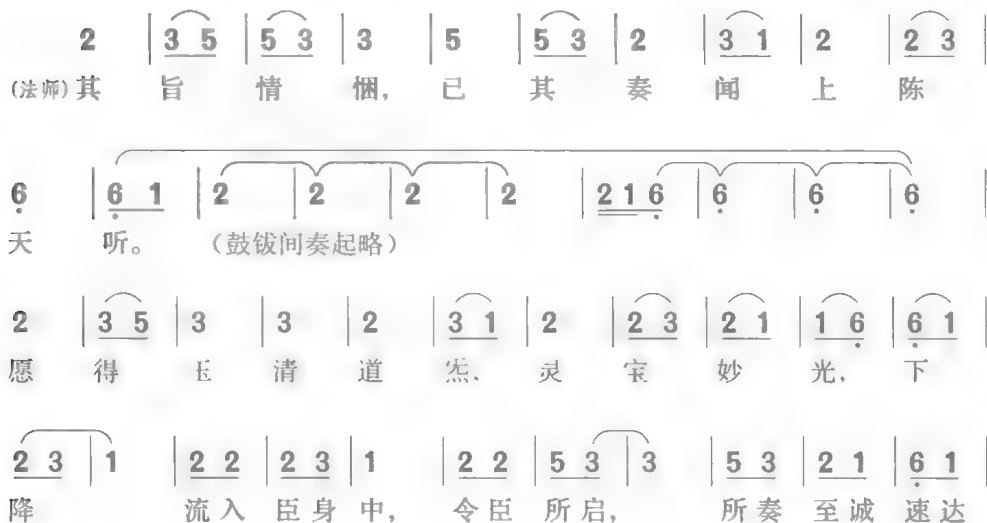 2 | 3 5 | 5 3 | 3 | 5 | 5 3 | 2 | 3 1 | 2 | 2 3 |
(法师) 其 旨 情 悃, 已 其 奏 闻 上 陈
6 | 6 1 | 2 | 2 | 2 | 2 | 2 1 6 | 6 | 6 | 6 |
天 听。 (鼓钹间奏起略)
2 | 3 5 | 3 | 3 | 2 | 3 1 | 2 | 2 3 | 2 1 | 1 6 | 6 1 |
愿 得 玉 清 道 炁, 灵 宝 妙 光, 下
2 3 | 1 | 2 2 | 2 3 | 1 | 2 2 | 5 3 | 3 | 5 3 | 2 1 | 6 1 |
降 流入 臣身 中, 令臣 所启, 所奏 至诚 速达